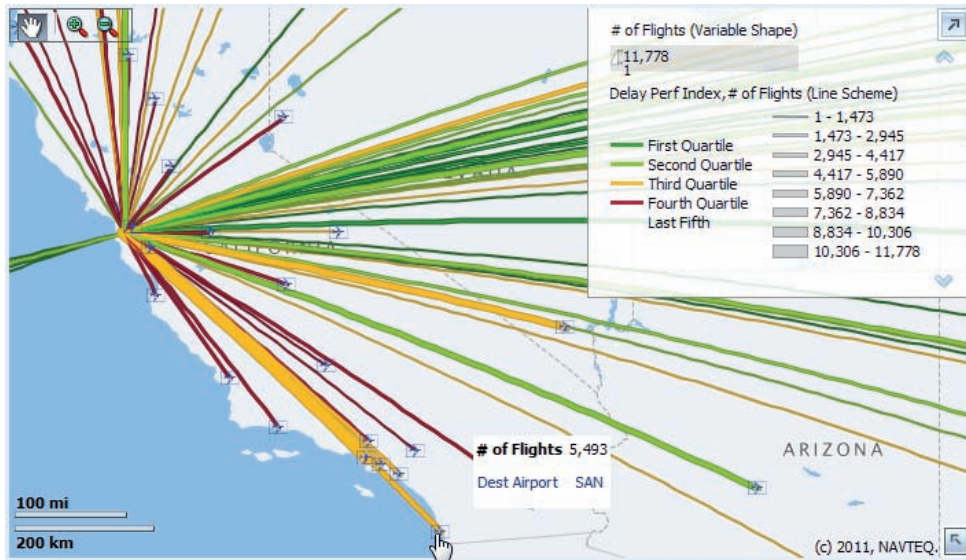 # of Flights (Variable Shape)
11,778
1
Delay Perf Index, # of Flights (Line Scheme)
First Quartile
Second Quartile
Third Quartile
Fourth Quartile
Last Fifth
1 - 1,473
1,473 - 2,945
2,945 - 4,417
4,417 - 5,890
5,890 - 7,362
7,362 - 8,834
8,834 - 10,306
10,306 - 11,778
CALIFORNIA
# of Flights 5,493
Dest Airport SAN
ARIZONA
100 mi
200 km
(c) 2011, NAVTEQ.